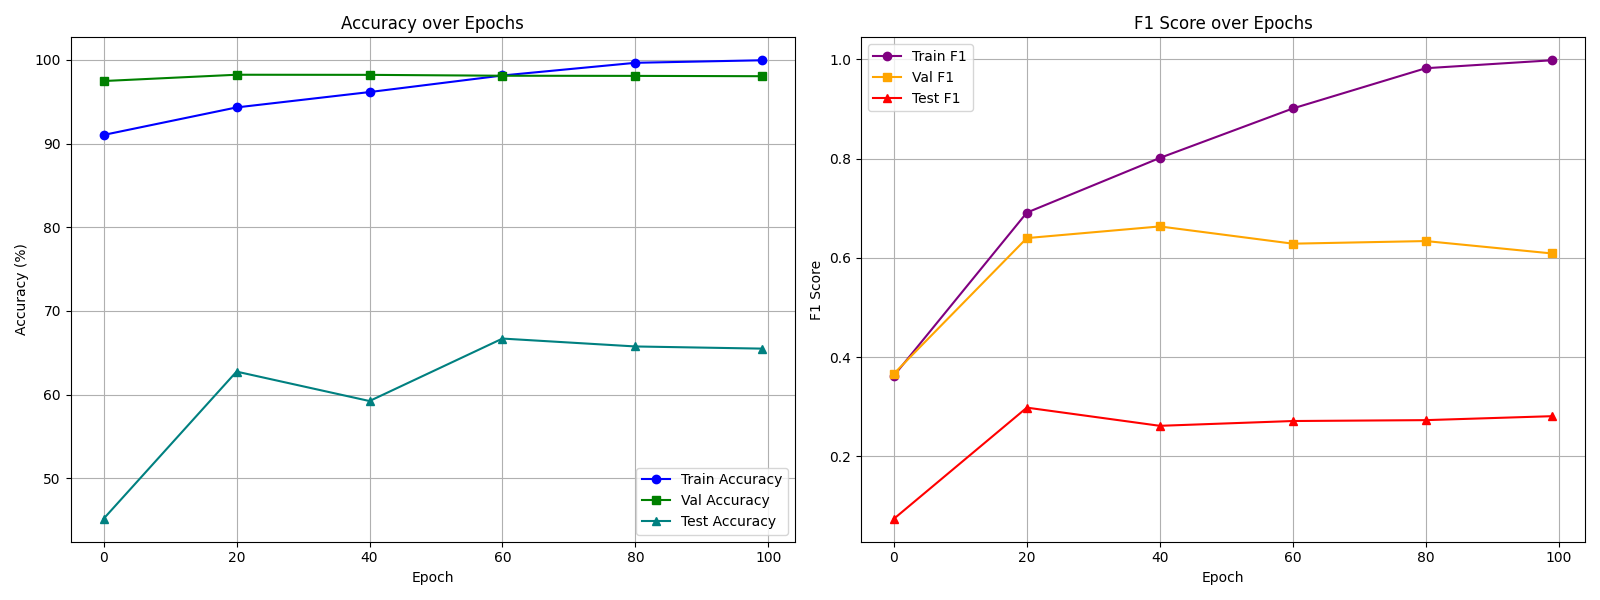 Accuracy over Epochs
100
90
80
70
60
50
Accuracy (%)
0 20 40 60 80 100
Epoch
Train Accuracy
Val Accuracy
Test Accuracy
F1 Score over Epochs
1.0
0.8
0.6
0.4
0.2
F1 Score
0 20 40 60 80 100
Epoch
Train F1
Val F1
Test F1